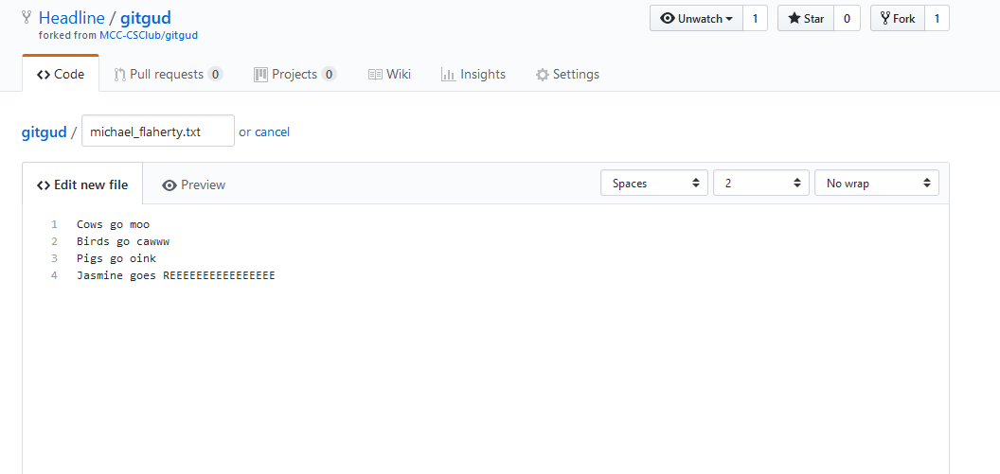 Headline / gitgud
Unwatch 1 Star 0 Fork 1
forked from MCC-CSClub/gitgud
<> Code Pull requests 0 Projects 0 Wiki Insights Settings
gitgud / michael_flaherty.txt or cancel
<> Edit new file Preview Spaces 2 No wrap
1 Cows go moo
2 Birds go cawww
3 Pigs go oink
4 Jasmine goes REEEEEEEEEEEEEEEE